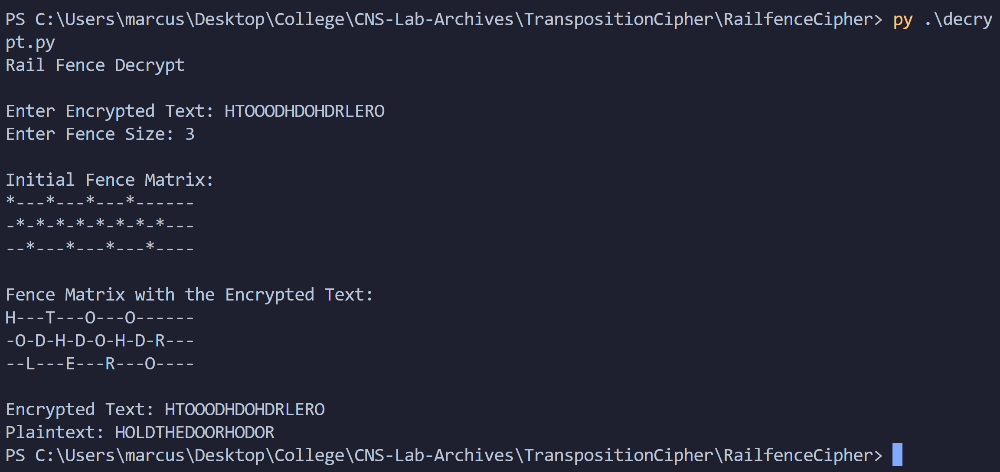 PS C:\Users\marcus\Desktop\College\CNS-Lab-Archives\TranspositionCipher\RailfenceCipher> py .\decry
pt.py
Rail Fence Decrypt
Enter Encrypted Text: HTOOODHDOHDRLERO
Enter Fence Size: 3
Initial Fence Matrix:
*---*---*---*------
-*-*-*-*-*-*-*-*---
--*---*---*---*----
Fence Matrix with the Encrypted Text:
H---T---O---O------
-O-D-H-D-O-H-D-R---
--L---E---R---O----
Encrypted Text: HTOOODHDOHDRLERO
Plaintext: HOLDTHEDOORHODOR
PS C:\Users\marcus\Desktop\College\CNS-Lab-Archives\TranspositionCipher\RailfenceCipher>